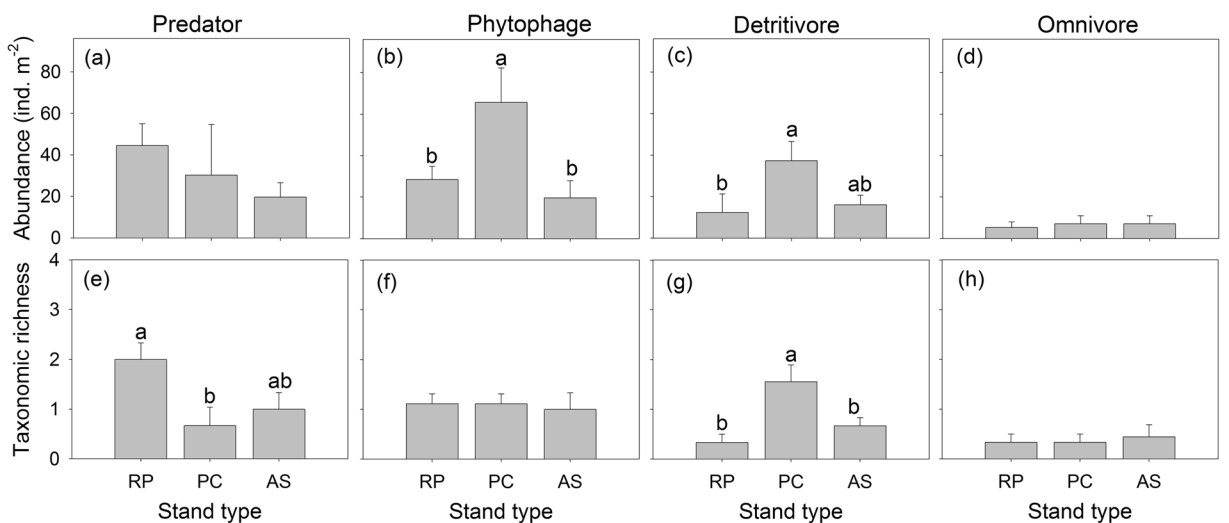 Predator Phytophage Detritivore Omnivore
Abundance (ind. m-2)
80
60
40
20
0
(a)
(b)
b a b
(c)
b a ab
(d)
Taxonomic richness
4
3
2
1
0
(e)
a b ab
(f)
(g)
b a b
(h)
RP PC AS RP PC AS RP PC AS RP PC AS
Stand type Stand type Stand type Stand type